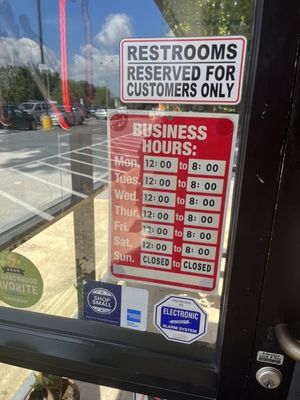 RESTROOMS
RESERVED FOR
CUSTOMERS ONLY
BUSINESS
HOURS:
Mon. 12:00 to 8:00
Tues. 12:00 to 8:00
Wed. 12:00 to 8:00
Thur. 12:00 to 8:00
Fri. 12:00 to 8:00
Sat. 12:00 to 8:00
Sun. CLOSED to CLOSED
FAVORITE
SHOP
SMALL
ELECTRONIC
ALARM SYSTEM